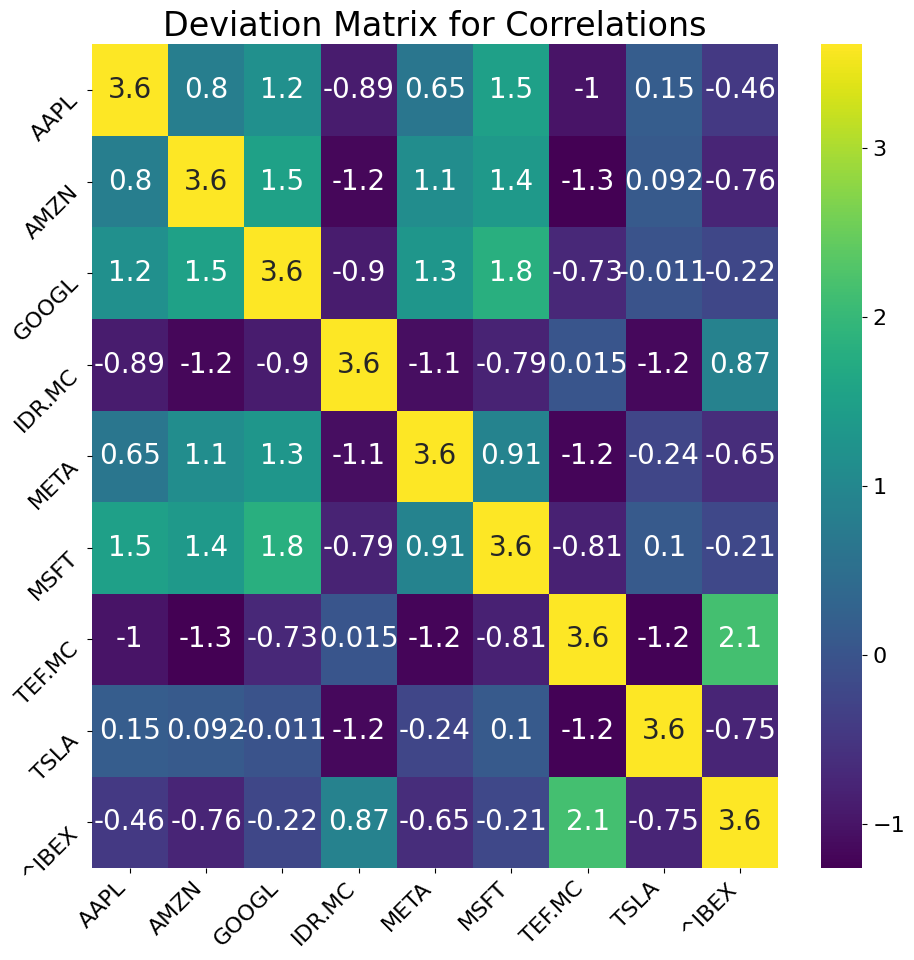 Deviation Matrix for Correlations
AAPL 3.6 0.8 1.2 -0.89 0.65 1.5 -1 0.15 -0.46
AMZN 0.8 3.6 1.5 -1.2 1.1 1.4 -1.3 0.092 -0.76
GOOGL 1.2 1.5 3.6 -0.9 1.3 1.8 -0.73 -0.011 -0.22
IDR.MC -0.89 -1.2 -0.9 3.6 -1.1 -0.79 0.015 -1.2 0.87
META 0.65 1.1 1.3 -1.1 3.6 0.91 -1.2 -0.24 -0.65
MSFT 1.5 1.4 1.8 -0.79 0.91 3.6 -0.81 0.1 -0.21
TEF.MC -1 -1.3 -0.73 0.015 -1.2 -0.81 3.6 -1.2 2.1
TSLA 0.15 0.092 -0.011 -1.2 -0.24 0.1 -1.2 3.6 -0.75
^IBEX -0.46 -0.76 -0.22 0.87 -0.65 -0.21 2.1 -0.75 3.6
AAPL AMZN GOOGL IDR.MC META MSFT TEF.MC TSLA ^IBEX
3
2
1
0
−1